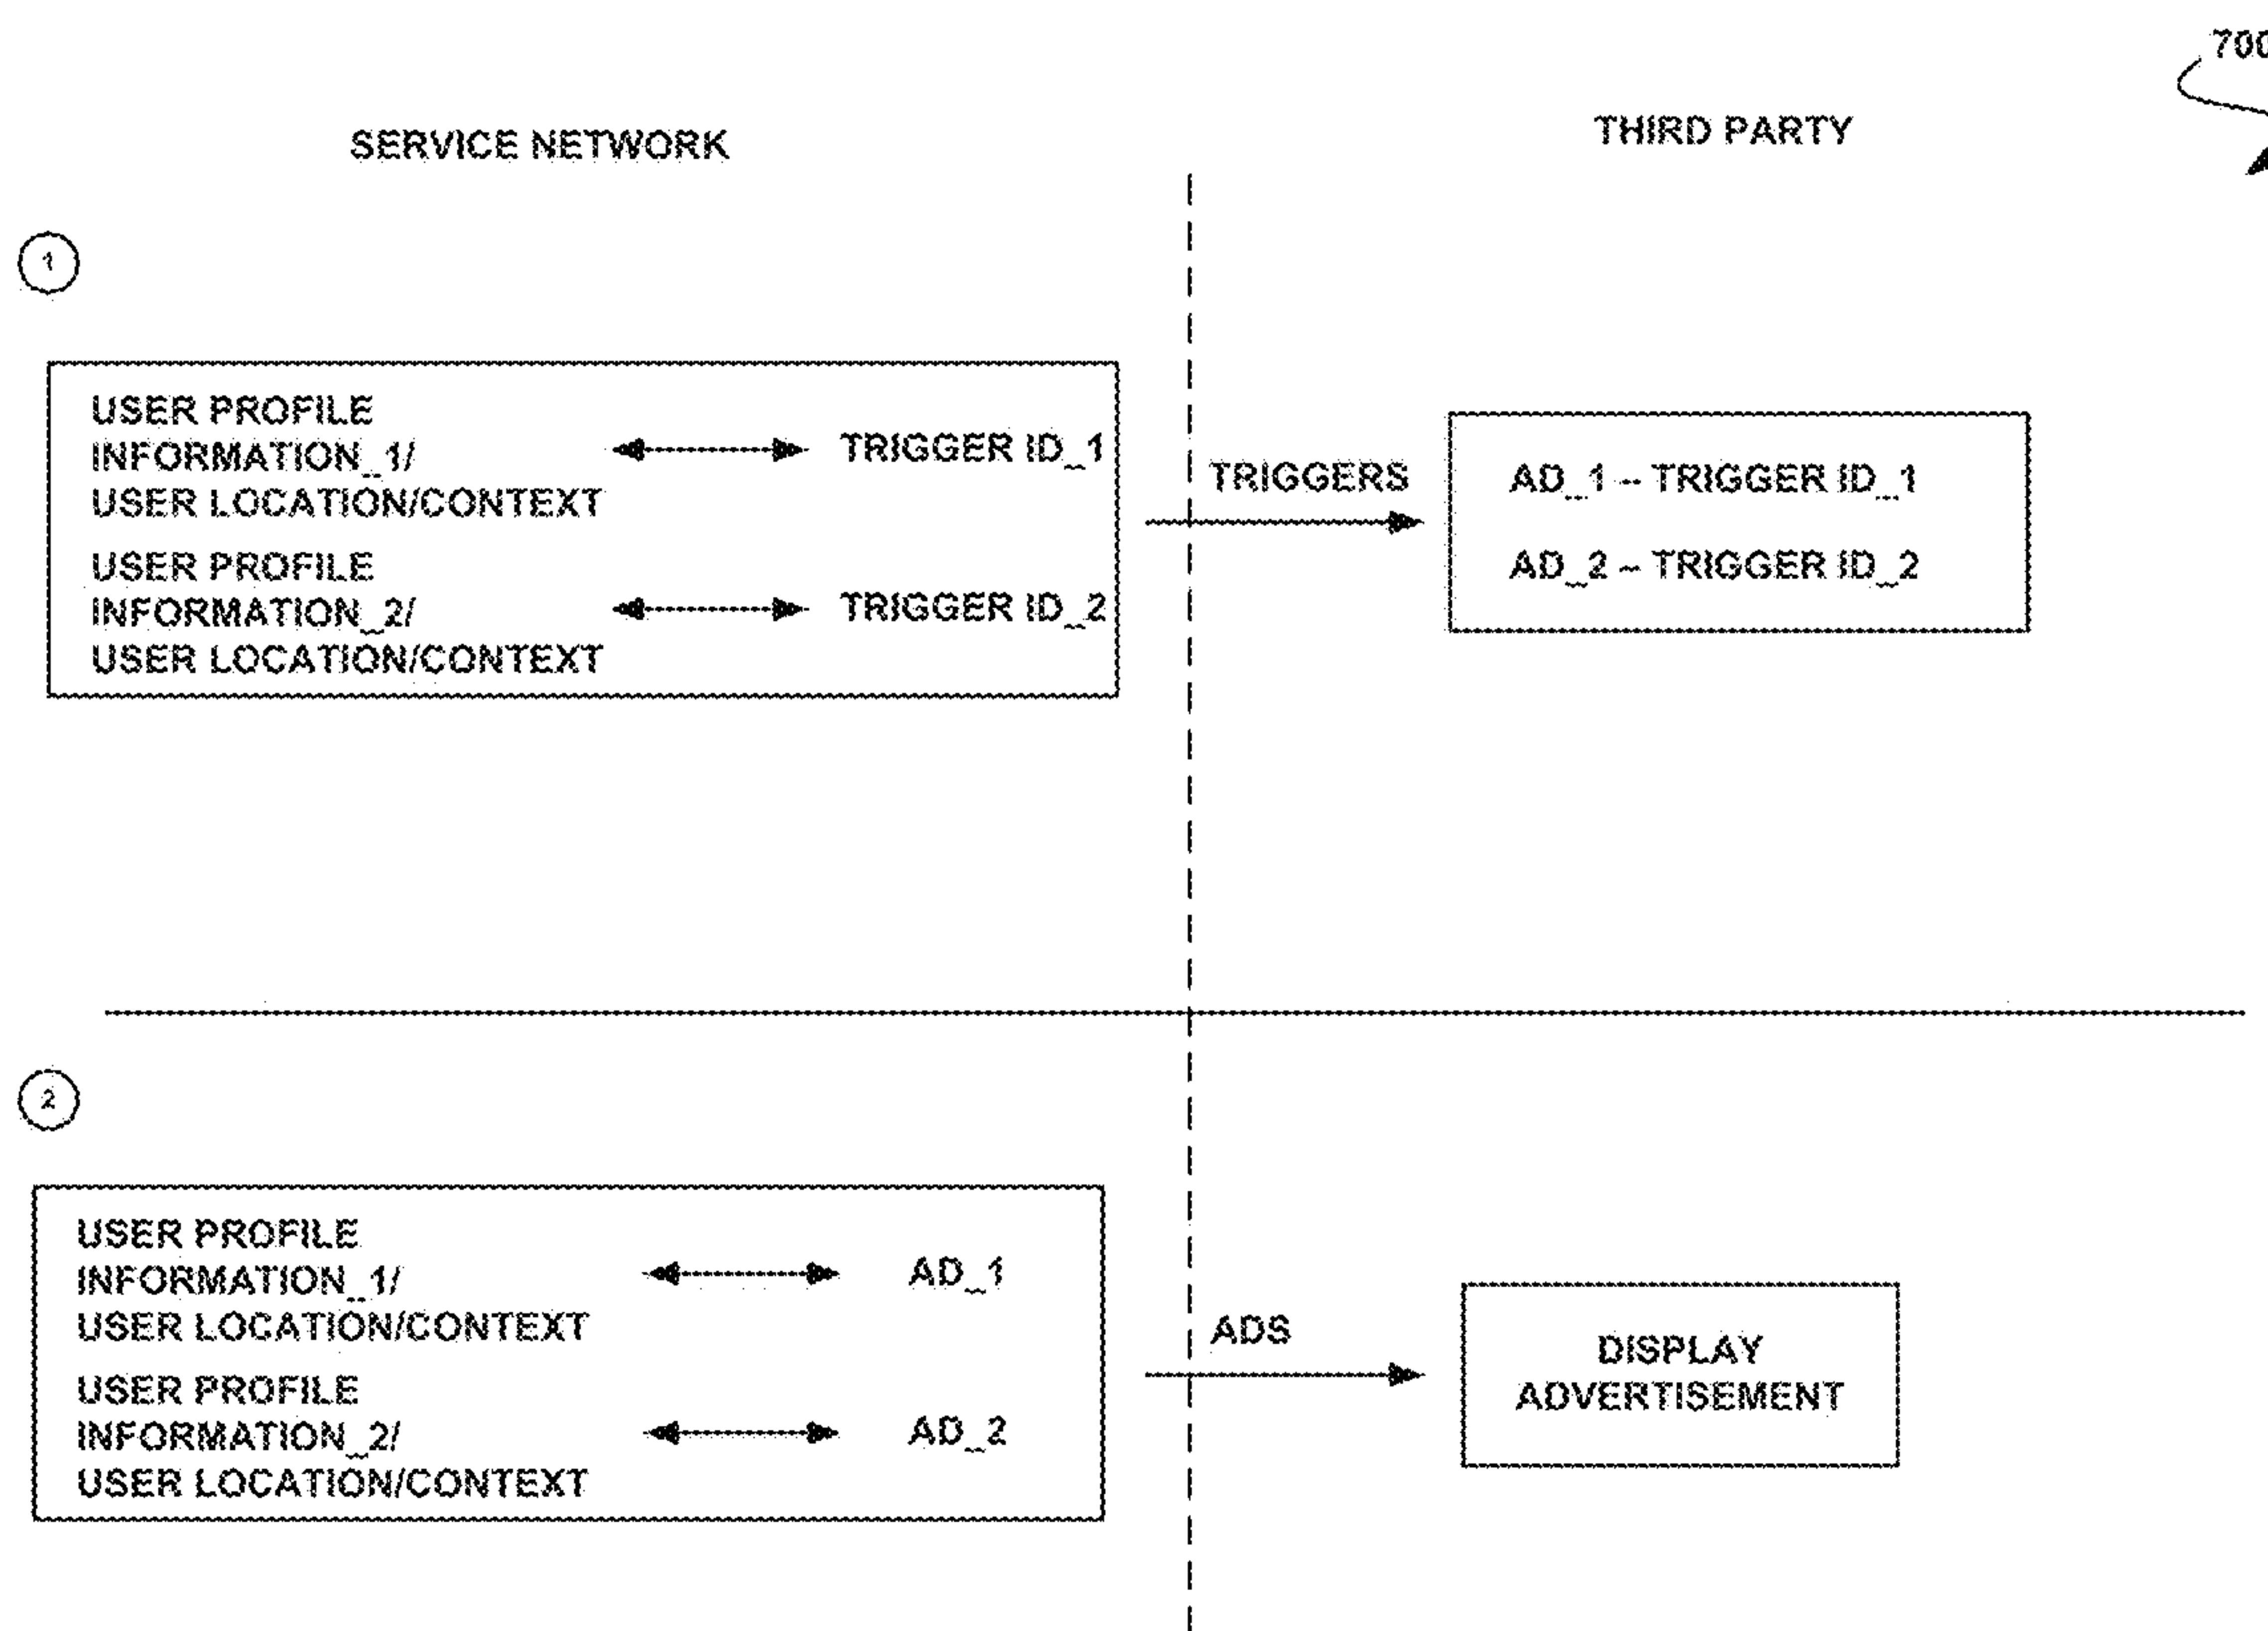 700
SERVICE NETWORK
THIRD PARTY
1
USER PROFILE
INFORMATION_1/
USER LOCATION/CONTEXT
TRIGGER ID_1
USER PROFILE
INFORMATION_2/
USER LOCATION/CONTEXT
TRIGGER ID_2
TRIGGERS
AD_1 -- TRIGGER ID_1
AD_2 -- TRIGGER ID_2
2
USER PROFILE
INFORMATION_1/
USER LOCATION/CONTEXT
AD_1
USER PROFILE
INFORMATION_2/
USER LOCATION/CONTEXT
AD_2
ADS
DISPLAY
ADVERTISEMENT